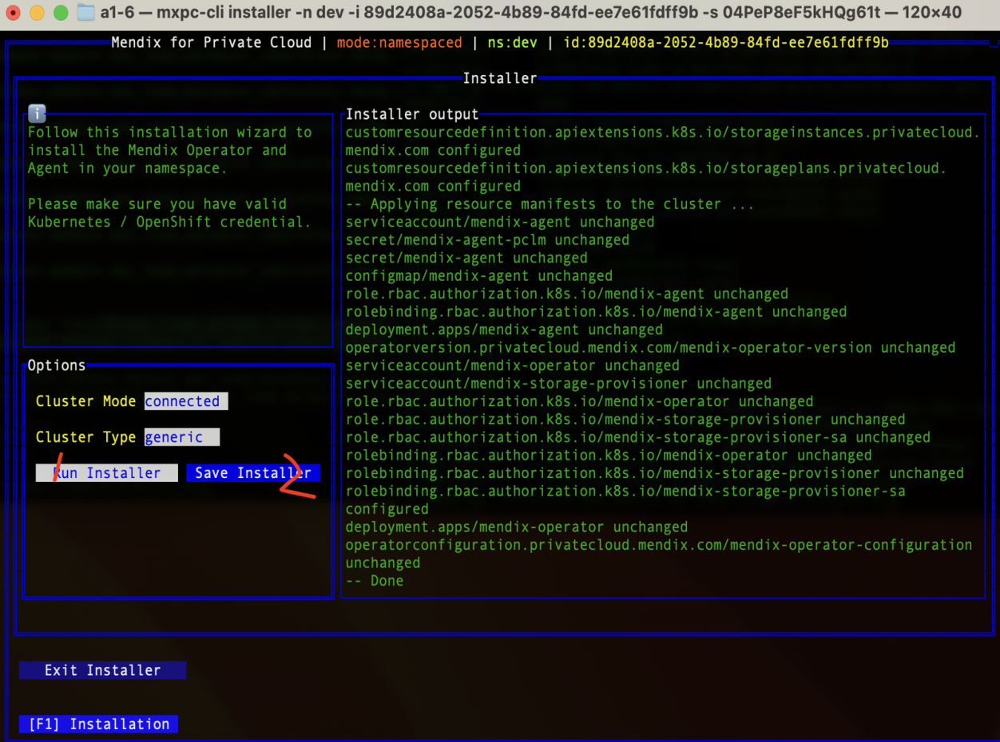 a1-6 — mxpc-cli installer -n dev -i 89d2408a-2052-4b89-84fd-ee7e61fdff9b -s 04PeP8eF5kHQg61t — 120×40
Mendix for Private Cloud | mode:namespaced | ns:dev | id:89d2408a-2052-4b89-84fd-ee7e61fdff9b
Installer
i
Follow this installation wizard to
install the Mendix Operator and
Agent in your namespace.
Please make sure you have valid
Kubernetes / OpenShift credential.
Options
Cluster Mode connected
Cluster Type generic
Run Installer Save Installer
1 2
Installer output
customresourcedefinition.apiextensions.k8s.io/storageinstances.privatecloud.
mendix.com configured
customresourcedefinition.apiextensions.k8s.io/storageplans.privatecloud.
mendix.com configured
-- Applying resource manifests to the cluster ...
serviceaccount/mendix-agent unchanged
secret/mendix-agent-pclm unchanged
secret/mendix-agent unchanged
configmap/mendix-agent unchanged
role.rbac.authorization.k8s.io/mendix-agent unchanged
rolebinding.rbac.authorization.k8s.io/mendix-agent unchanged
deployment.apps/mendix-agent unchanged
operatorversion.privatecloud.mendix.com/mendix-operator-version unchanged
serviceaccount/mendix-operator unchanged
serviceaccount/mendix-storage-provisioner unchanged
role.rbac.authorization.k8s.io/mendix-operator unchanged
role.rbac.authorization.k8s.io/mendix-storage-provisioner unchanged
role.rbac.authorization.k8s.io/mendix-storage-provisioner-sa unchanged
rolebinding.rbac.authorization.k8s.io/mendix-operator unchanged
rolebinding.rbac.authorization.k8s.io/mendix-storage-provisioner unchanged
rolebinding.rbac.authorization.k8s.io/mendix-storage-provisioner-sa
configured
deployment.apps/mendix-operator unchanged
operatorconfiguration.privatecloud.mendix.com/mendix-operator-configuration
unchanged
-- Done
Exit Installer
[F1] Installation